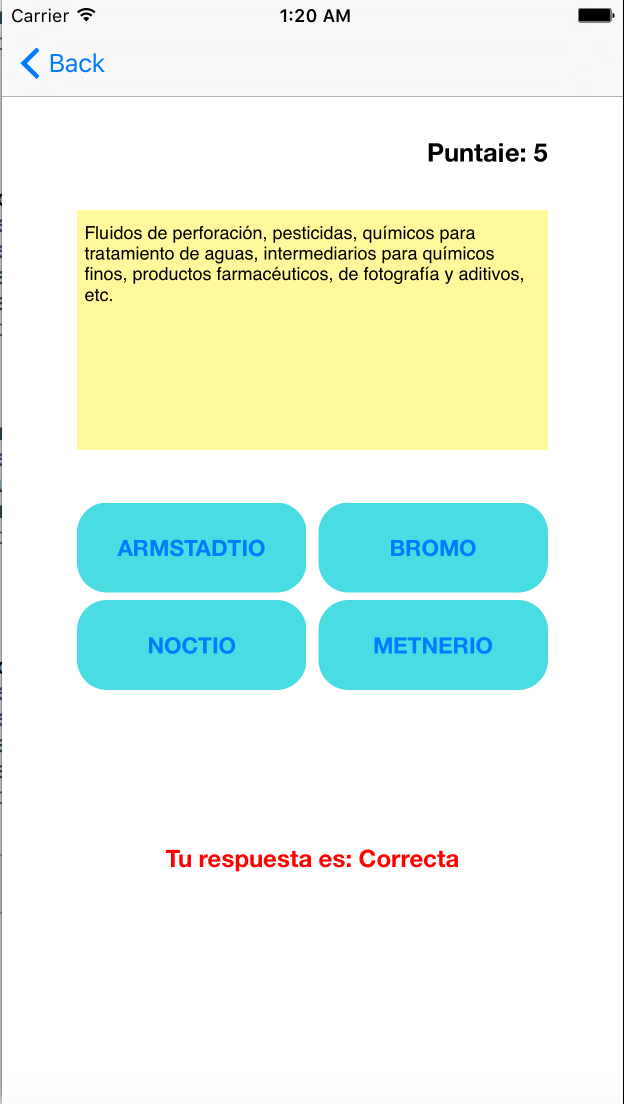 Carrier 1:20 AM
Back
Puntaie: 5
Fluidos de perforación, pesticidas, químicos para
tratamiento de aguas, intermediarios para químicos
finos, productos farmacéuticos, de fotografía y aditivos,
etc.
ARMSTADTIO BROMO
NOCTIO METNERIO
Tu respuesta es: Correcta